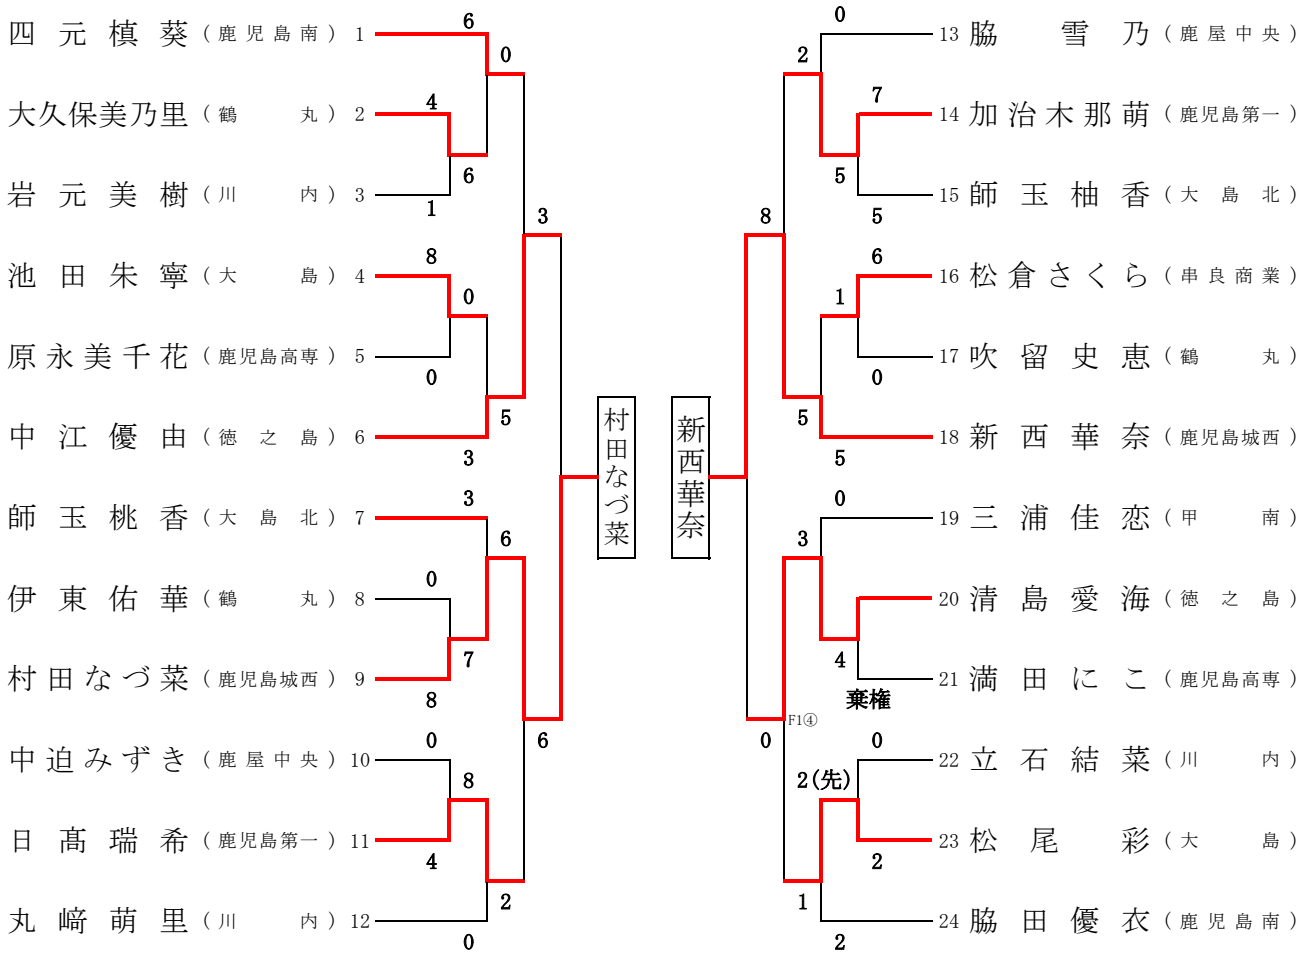 四元槙葵（鹿児島南）1
大久保美乃里（鶴丸）2
岩元美樹（川内）3
池田朱寧（大島）4
原永美千花（鹿児島高専）5
中江優由（徳之島）6
師玉桃香（大島北）7
伊東佑華（鶴丸）8
村田なづ菜（鹿児島城西）9
中迫みずき（鹿屋中央）10
日髙瑞希（鹿児島第一）11
丸﨑萌里（川内）12
6
4
1
8
0
3
3
0
8
0
4
0
6
0
7
8
0
5
6
2
3
6
村田なづ菜
新西華奈
8
0
F1④
2
5
3
1
5
1
4
2(先)
0
7
5
6
0
5
0
棄権
0
2
2
13 脇雪乃（鹿屋中央）
14 加治木那萌（鹿児島第一）
15 師玉柚香（大島北）
16 松倉さくら（串良商業）
17 吹留史恵（鶴丸）
18 新西華奈（鹿児島城西）
19 三浦佳恋（甲南）
20 清島愛海（徳之島）
21 満田にこ（鹿児島高専）
22 立石結菜（川内）
23 松尾彩（大島）
24 脇田優衣（鹿児島南）